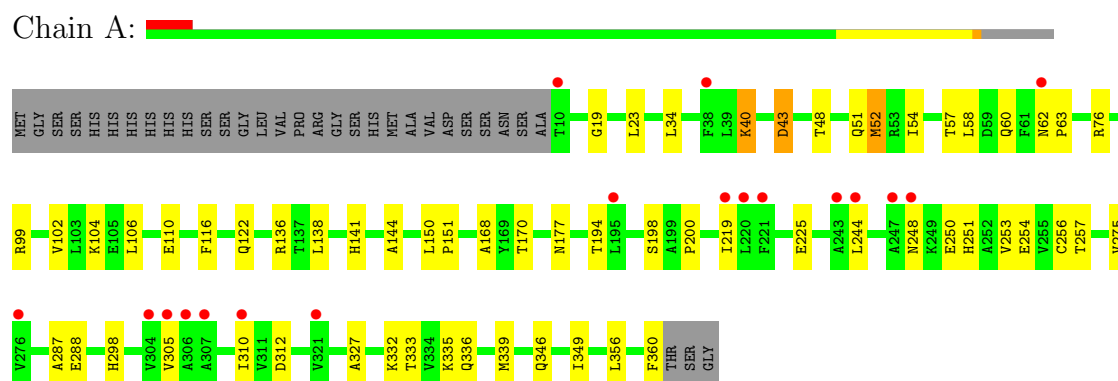 Chain A:
MET GLY SER SER HIS HIS HIS HIS HIS HIS SER SER GLY LEU VAL PRO ARG GLY SER HIS MET ALA VAL ASP SER SER ASN SER ALA T10 G19 L23 L34 F38 L39 K40 D43 T48 Q51 M52 R53 I54 T57 L58 D59 Q60 F61 N62 P63 R76
R99 V102 L103 K104 E105 L106 E110 F116 Q122 R136 T137 L138 H141 A144 L150 P151 A168 Y169 T170 N177 T194 L195 S198 A199 P200 I219 L220 F221 E225 A243 L244 A247 N248 K249 E250 H251 A252 V253 E254 V255 C256 T257
V276 A287 E288 H298 V304 V305 A306 A307 I310 V311 D312 V321 A327 K332 T333 V334 K335 Q336 M339 Q346 I349 L356 F360 THR SER GLY